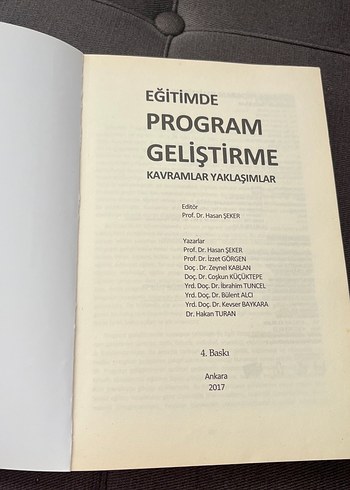 EĞİTİMDE
PROGRAM
GELİŞTİRME
KAVRAMLAR YAKLAŞIMLAR
Editör
Prof. Dr. Hasan ŞEKER
Yazarlar
Prof. Dr. Hasan ŞEKER
Prof. Dr. İzzet GÖRGEN
Doç . Dr. Zeynel KABLAN
Doç. Dr. Coşkun KÜÇÜKTEPE
Yrd. Doç. Dr. İbrahim TUNCEL
Yrd. Doç. Dr. Bülent ALCI
Yrd. Doç. Dr. Kevser BAYKARA
Dr. Hakan TURAN
4. Baskı
Ankara
2017